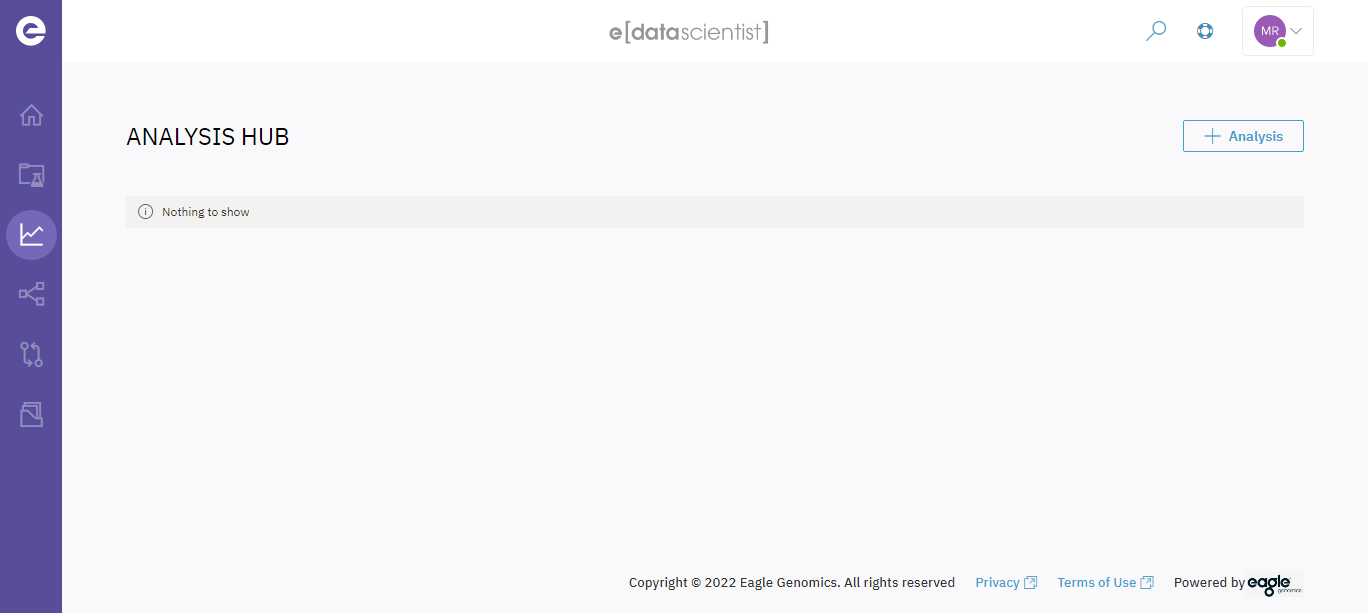 e
e[datascientist]
MR
ANALYSIS HUB
Analysis
Nothing to show
Copyright © 2022 Eagle Genomics. All rights reserved
Privacy
Terms of Use
Powered by eagle genomics